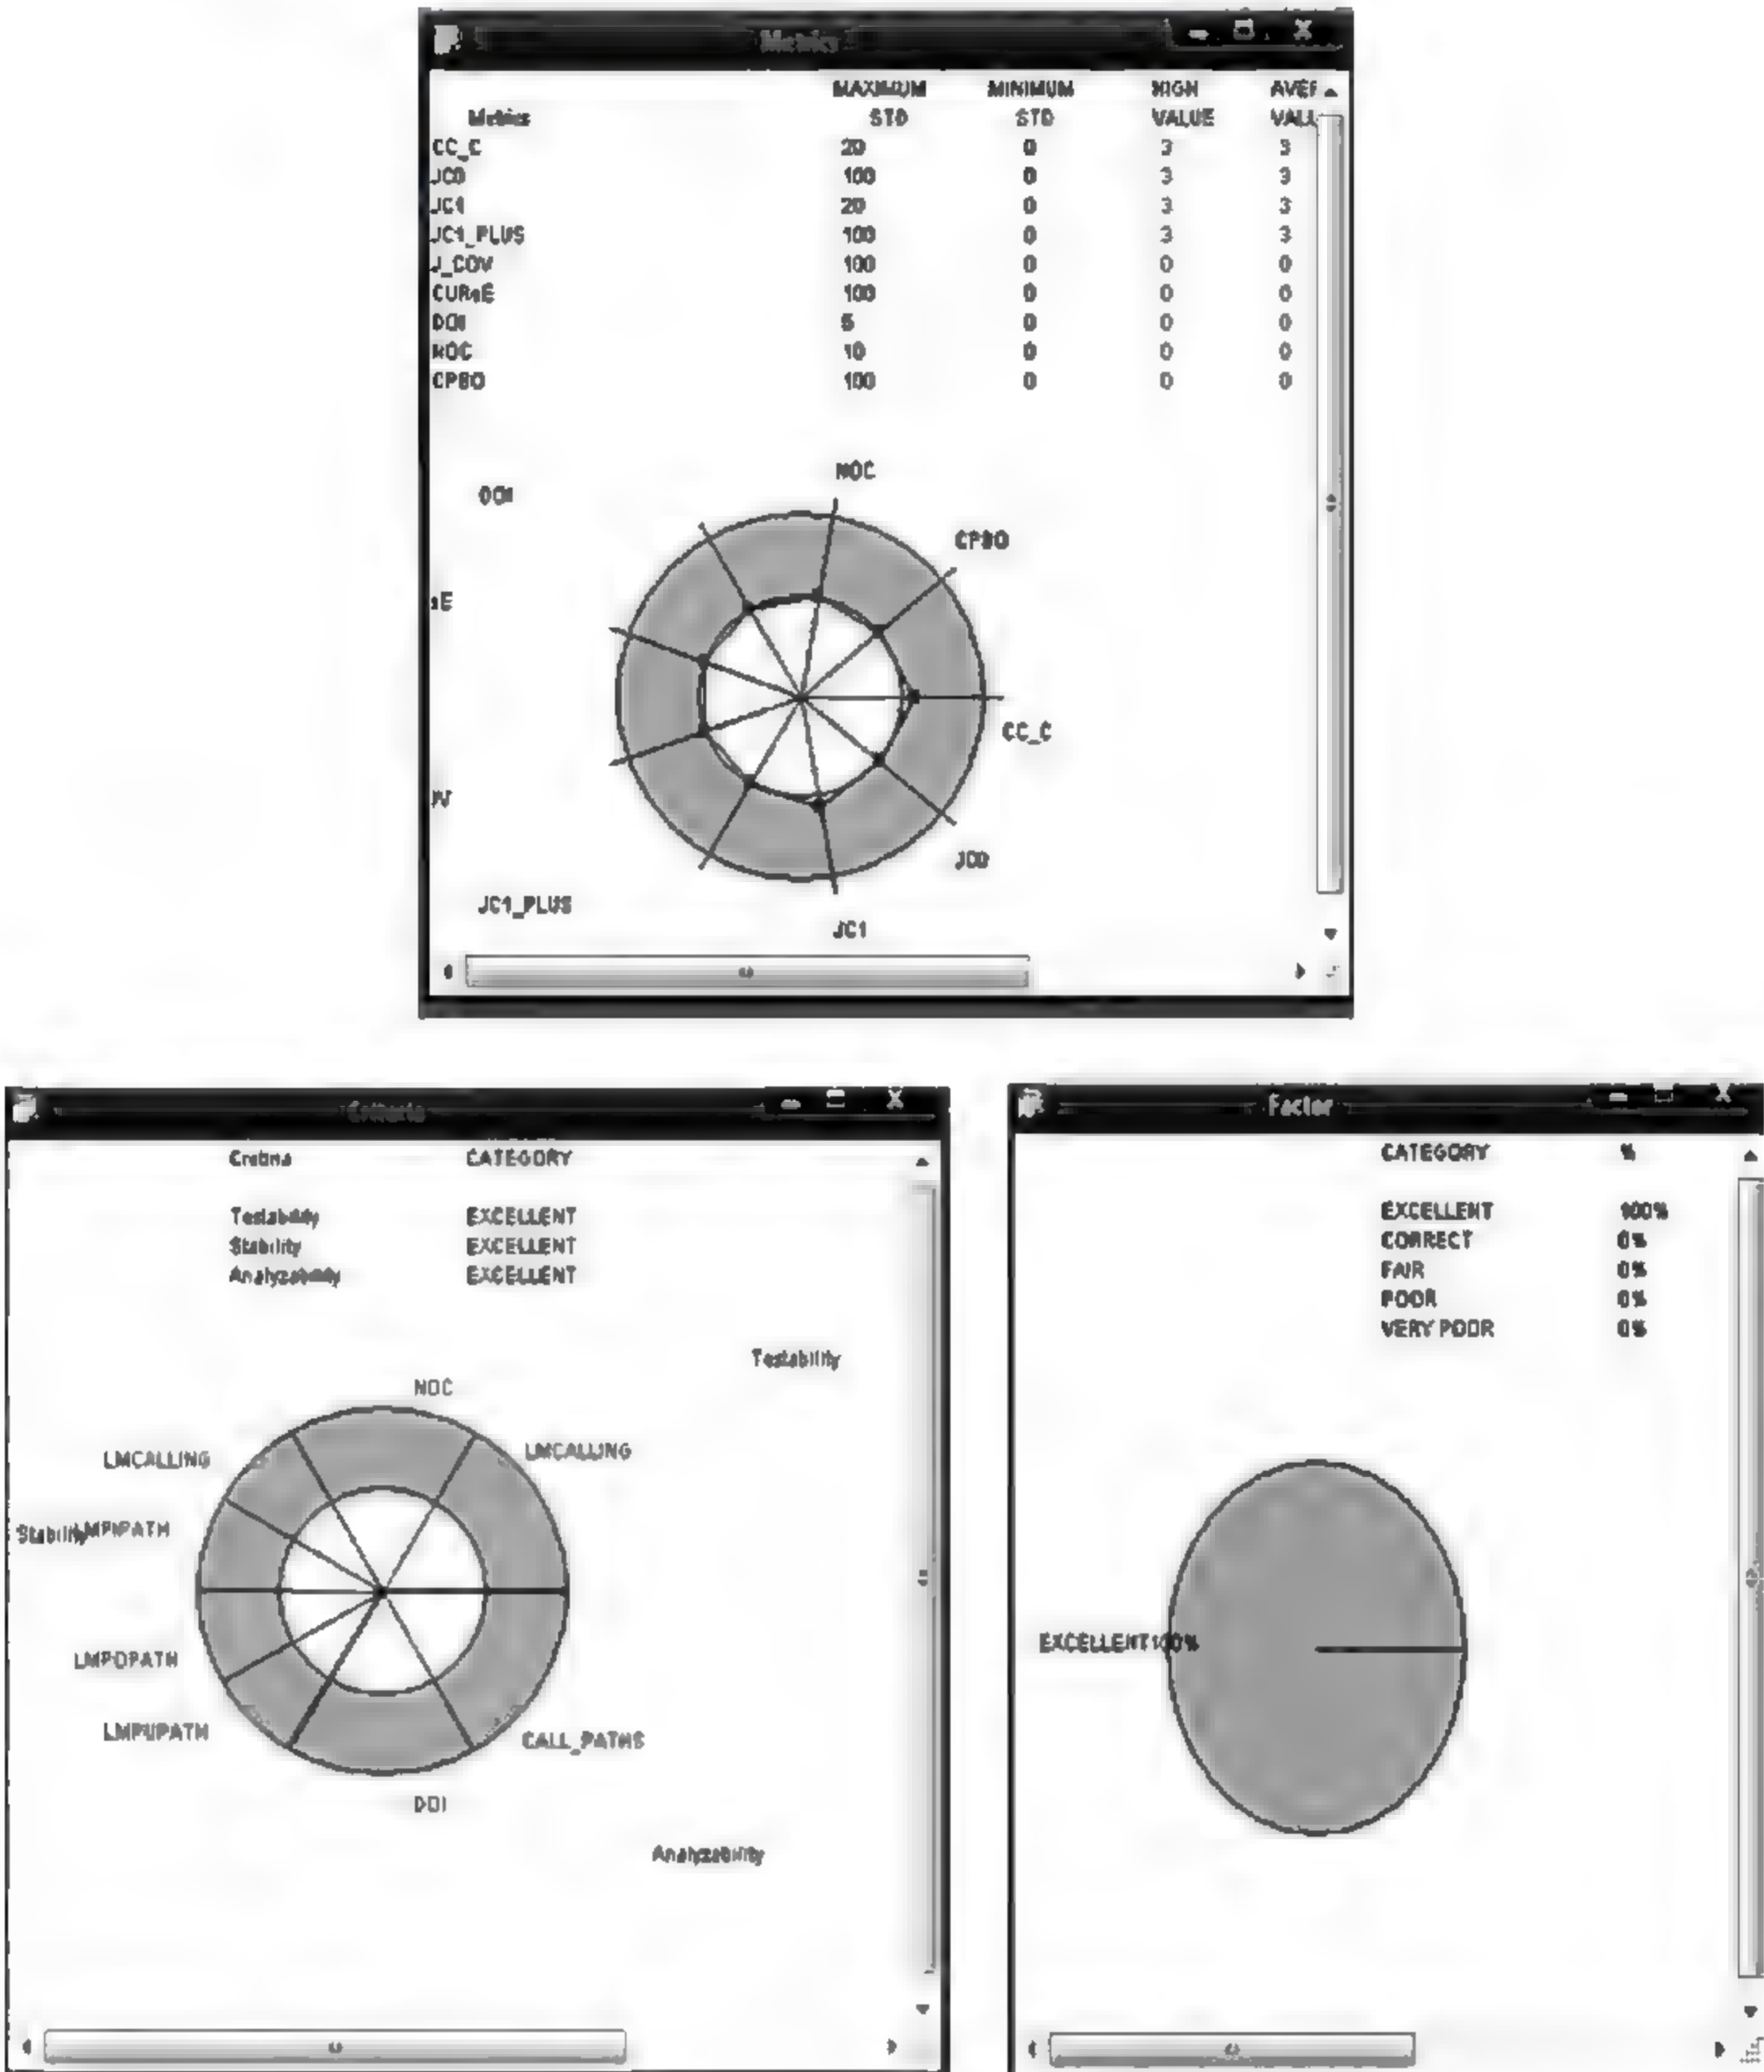 Metrics
MAXIMUM MINIMUM HIGH AVEF
Metrics STD STD VALUE VALL
CC_C 20 0 3 3
JC0 100 0 3 3
JC1 20 0 3 3
JC1_PLUS 100 0 3 3
J_COV 100 0 0 0
100 0 0 0
DOI 5 0 0 0
NOC 10 0 0 0
CPBO 100 0 0 0
NOC
DOI
CPBO
CC_C
JC0
JC1_PLUS
JC1
Criteria
CATEGORY
Testability EXCELLENT
Stability EXCELLENT
Analyzability EXCELLENT
Testability
NOC
LMCALLING
LMCALLING
Stability
LMPDPATH
LMPUPATH
CALL_PATHS
DOI
Analyzability
Factor
CATEGORY %
EXCELLENT 100%
CORRECT 0%
FAIR 0%
POOR 0%
VERY POOR 0%
EXCELLENT100%